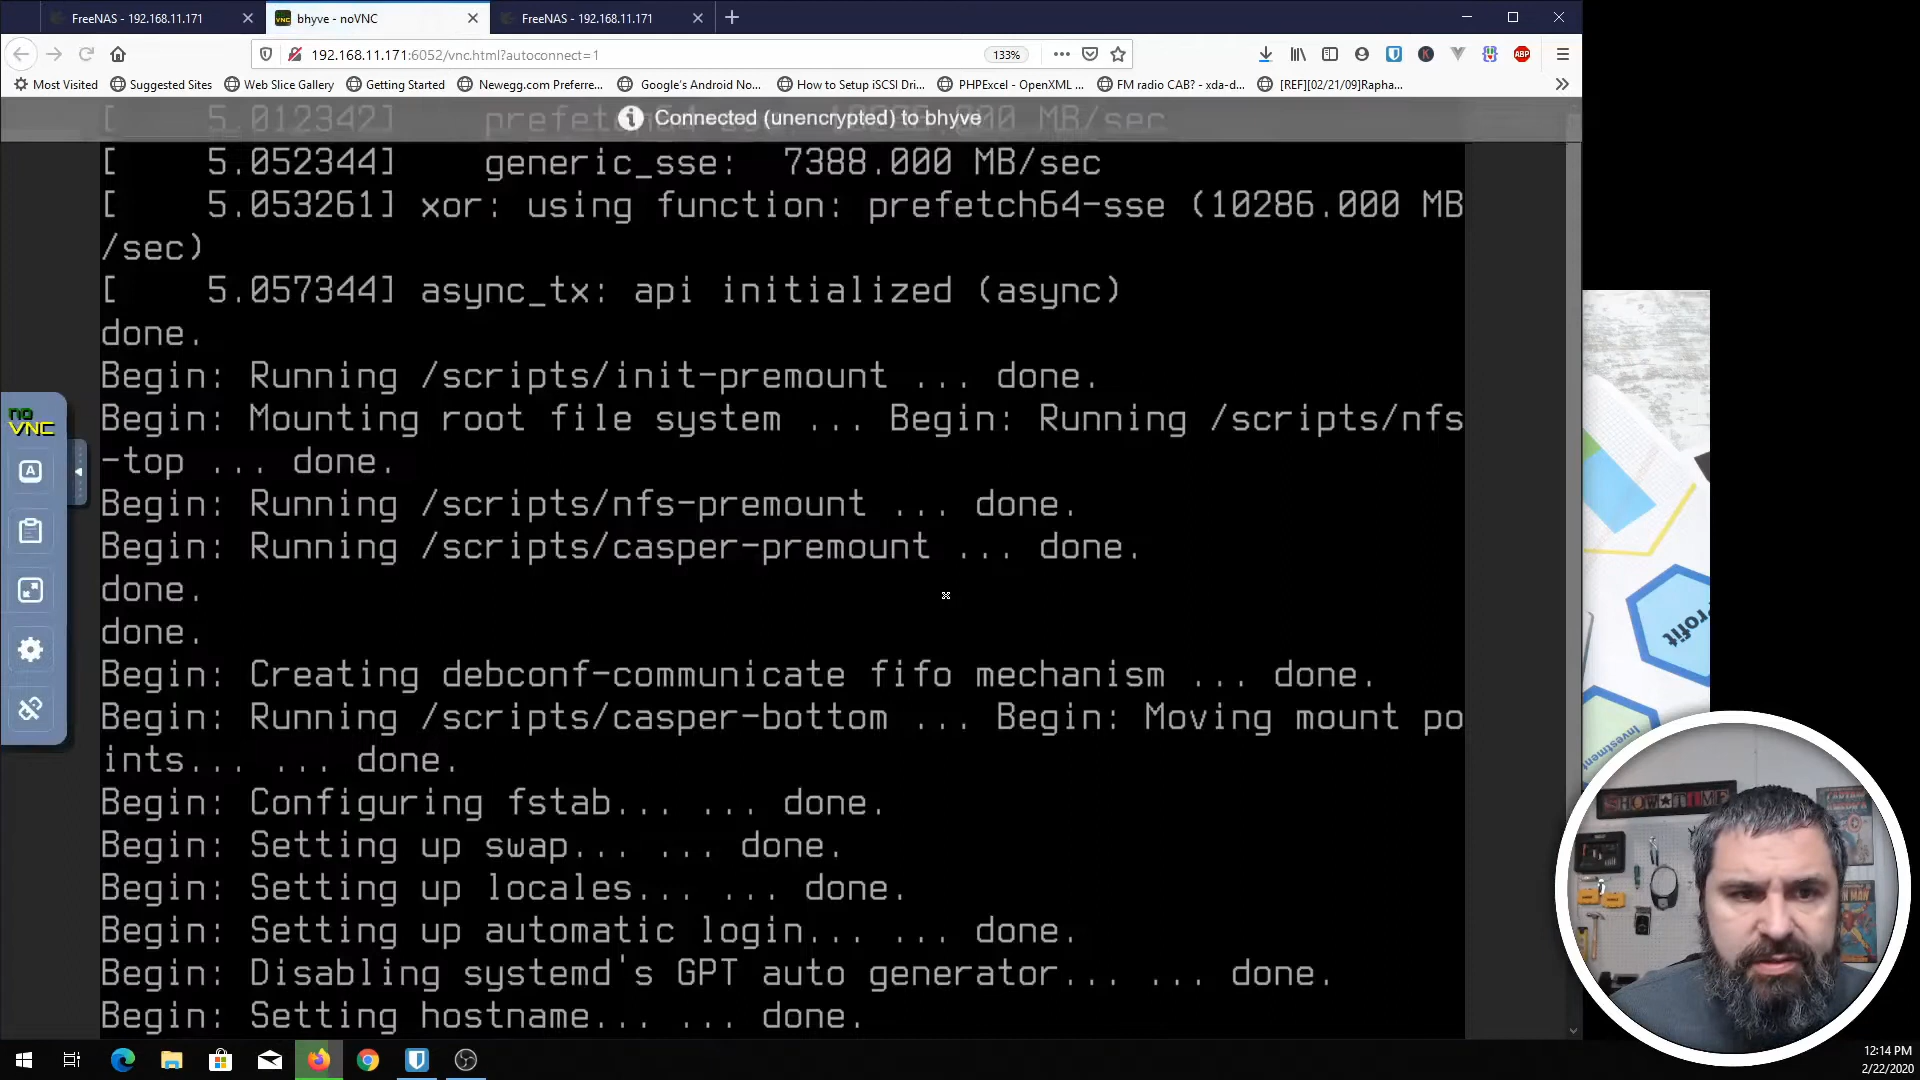 FreeNAS - 192.168.11.171
bhyve - noVNC
FreeNAS - 192.168.11.171
192.168.11.171:6052/vnc.html?autoconnect=1
133%
Most Visited
Suggested Sites
Web Slice Gallery
Getting Started
Newegg.com Preferre...
Google's Android No...
How to Setup iSCSI Dri...
PHPExcel - OpenXML ...
FM radio CAB? - xda-d...
[REF][02/21/09]Rapha...
Connected (unencrypted) to bhyve
[ 5.052344] generic_sse: 7388.000 MB/sec
[ 5.053261] xor: using function: prefetch64-sse (10286.000 MB
/sec)
[ 5.057344] async_tx: api initialized (async)
done.
Begin: Running /scripts/init-premount ... done.
Begin: Mounting root file system ... Begin: Running /scripts/nfs
-top ... done.
Begin: Running /scripts/nfs-premount ... done.
Begin: Running /scripts/casper-premount ... done.
done.
done.
Begin: Creating debconf-communicate fifo mechanism ... done.
Begin: Running /scripts/casper-bottom ... Begin: Moving mount po
ints... ... done.
Begin: Configuring fstab... ... done.
Begin: Setting up swap... ... done.
Begin: Setting up locales... ... done.
Begin: Setting up automatic login... ... done.
Begin: Disabling systemd's GPT auto generator... ... done.
Begin: Setting hostname... ... done.
no
VNC
A
ABP
Profit
Investment
SHOW★TIME
12:14 PM
2/22/2020